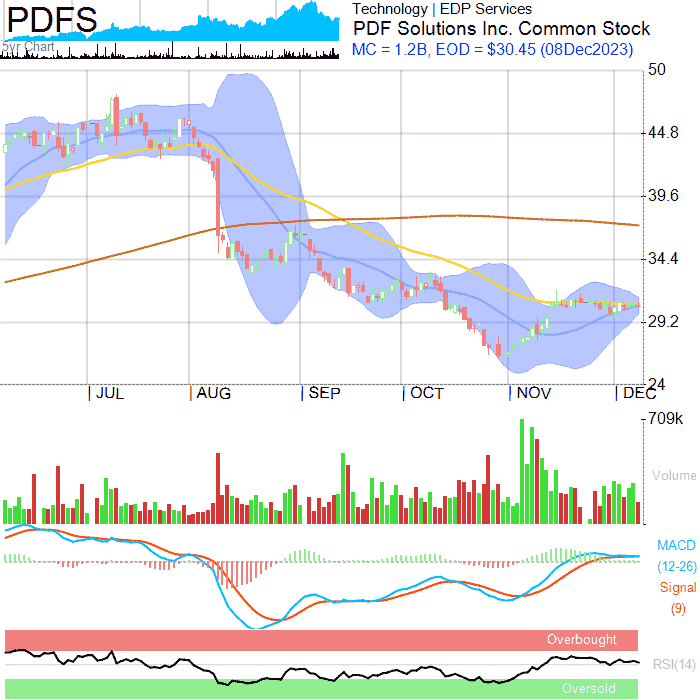 PDFS
Technology | EDP Services
PDF Solutions Inc. Common Stock
5yr Chart
MC = 1.2B, EOD = $30.45 (08Dec2023)
50
44.8
39.6
34.4
29.2
24
JUL AUG SEP OCT NOV DEC
709k
Volume
MACD
(12-26)
Signal
(9)
Overbought
RSI(14)
Oversold